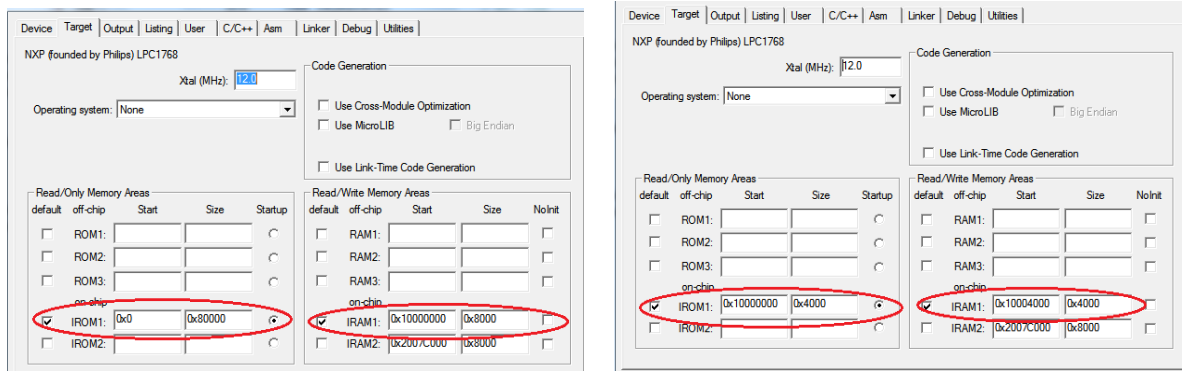 Device Target Output Listing User C/C++ Asm Linker Debug Utilities
NXP (founded by Philips) LPC1768
Xtal (MHz): 12.0
Operating system: None
Code Generation
Use Cross-Module Optimization
Use MicroLIB Big Endian
Use Link-Time Code Generation
Read/Only Memory Areas
default off-chip Start Size Startup
ROM1:
ROM2:
ROM3:
on-chip
IROM1: 0x0 0x80000
IROM2:
Read/Write Memory Areas
default off-chip Start Size NoInit
RAM1:
RAM2:
RAM3:
on-chip
IRAM1: 0x10000000 0x8000
IRAM2: 0x2007C000 0x8000
Device Target Output Listing User C/C++ Asm Linker Debug Utilities
NXP (founded by Philips) LPC1768
Xtal (MHz): 12.0
Operating system: None
Code Generation
Use Cross-Module Optimization
Use MicroLIB Big Endian
Use Link-Time Code Generation
Read/Only Memory Areas
default off-chip Start Size Startup
ROM1:
ROM2:
ROM3:
on-chip
IROM1: 0x10000000 0x4000
IROM2:
Read/Write Memory Areas
default off-chip Start Size NoInit
RAM1:
RAM2:
RAM3:
on-chip
IRAM1: 0x10004000 0x4000
IRAM2: 0x2007C000 0x8000